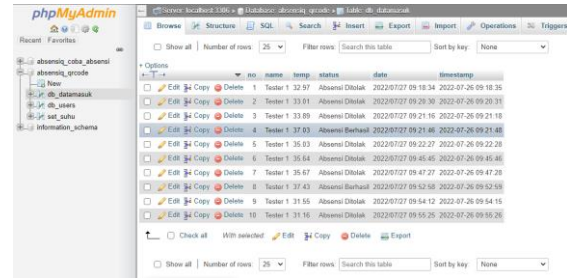 phpMyAdmin
Server: localhost:3306 » Database: absensiq_qrcode » Table: db_datamasuk
Browse Structure SQL Search Insert Export Import Operations Triggers
Recent Favorites
absensiq_coba_absensi
absensiq_qrcode
New
db_datamasuk
db_users
set_suhu
information_schema
Show all Number of rows: 25 Filter rows: Search this table Sort by key: None
+ Options
no name temp status date timestamp
Edit Copy Delete 1 Tester 1 32.97 Absensi Ditolak 2022/07/27 09:18:34 2022-07-26 09:18:35
Edit Copy Delete 2 Tester 1 33.01 Absensi Ditolak 2022/07/27 09:20:30 2022-07-26 09:20:31
Edit Copy Delete 3 Tester 1 33.89 Absensi Ditolak 2022/07/27 09:21:16 2022-07-26 09:21:18
Edit Copy Delete 4 Tester 1 37.03 Absensi Berhasil 2022/07/27 09:21:46 2022-07-26 09:21:48
Edit Copy Delete 5 Tester 1 35.03 Absensi Ditolak 2022/07/27 09:22:27 2022-07-26 09:22:28
Edit Copy Delete 6 Tester 1 35.64 Absensi Ditolak 2022/07/27 09:45:45 2022-07-26 09:45:46
Edit Copy Delete 7 Tester 1 35.67 Absensi Ditolak 2022/07/27 09:47:27 2022-07-26 09:47:28
Edit Copy Delete 8 Tester 1 37.43 Absensi Berhasil 2022/07/27 09:52:58 2022-07-26 09:52:59
Edit Copy Delete 9 Tester 1 31.55 Absensi Ditolak 2022/07/27 09:54:12 2022-07-26 09:54:15
Edit Copy Delete 10 Tester 1 31.16 Absensi Ditolak 2022/07/27 09:55:25 2022-07-26 09:55:26
Check all With selected: Edit Copy Delete Export
Show all Number of rows: 25 Filter rows: Search this table Sort by key: None